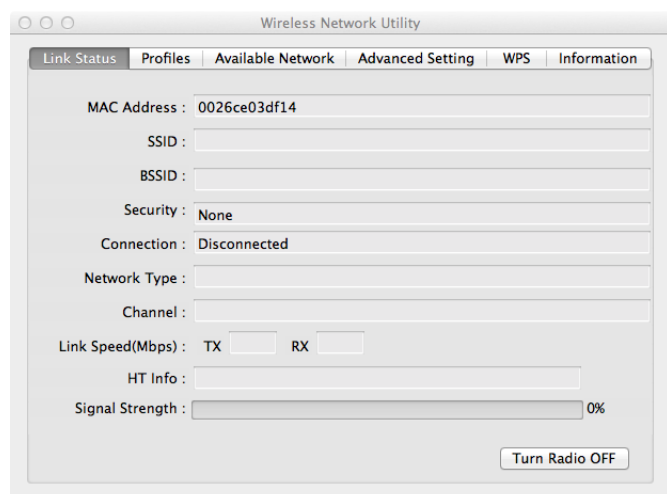 Wireless Network Utility
Link Status Profiles Available Network Advanced Setting WPS Information
MAC Address : 0026ce03df14
SSID :
BSSID :
Security : None
Connection : Disconnected
Network Type :
Channel :
Link Speed(Mbps) : TX RX
HT Info :
Signal Strength : 0%
Turn Radio OFF